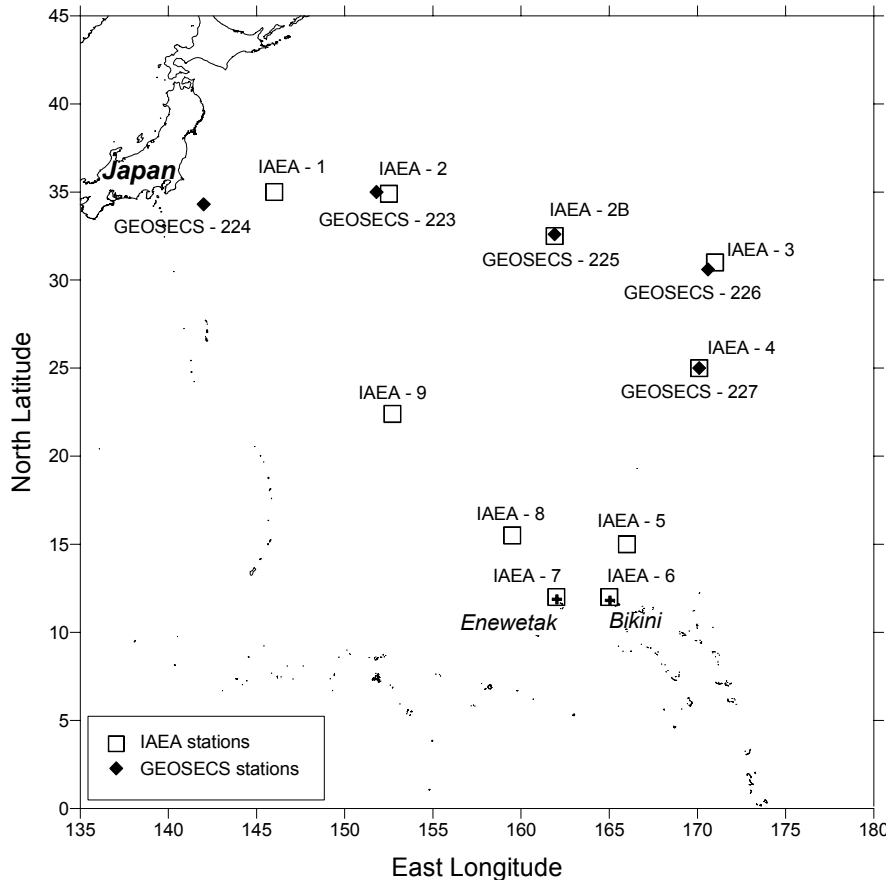 45
40
35
30
25
20
15
10
5
0
North Latitude
Japan
IAEA - 1
IAEA - 2
GEOSECS - 224
GEOSECS - 223
IAEA - 2B
GEOSECS - 225
IAEA - 3
GEOSECS - 226
IAEA - 4
GEOSECS - 227
IAEA - 9
IAEA - 8
IAEA - 5
IAEA - 7
IAEA - 6
Enewetak
Bikini
IAEA stations
GEOSECS stations
135
140
145
150
155
160
165
170
175
180
East Longitude